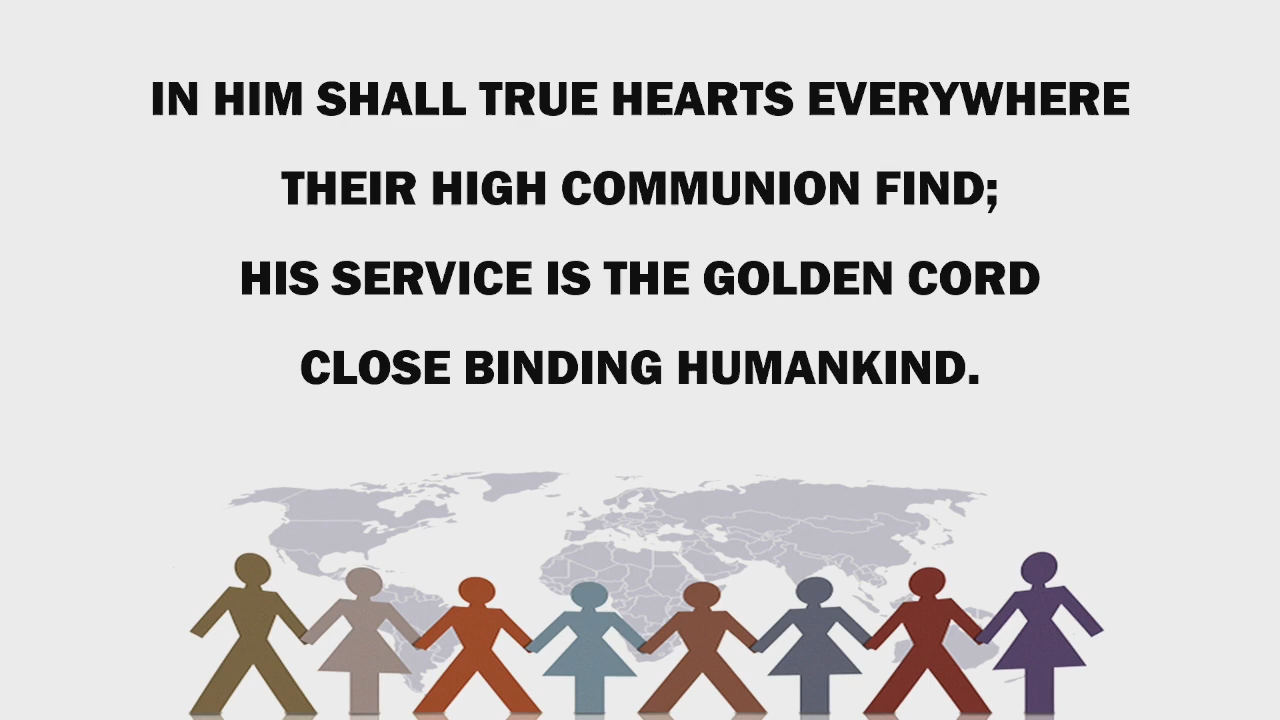 IN HIM SHALL TRUE HEARTS EVERYWHERE
THEIR HIGH COMMUNION FIND;
HIS SERVICE IS THE GOLDEN CORD
CLOSE BINDING HUMANKIND.